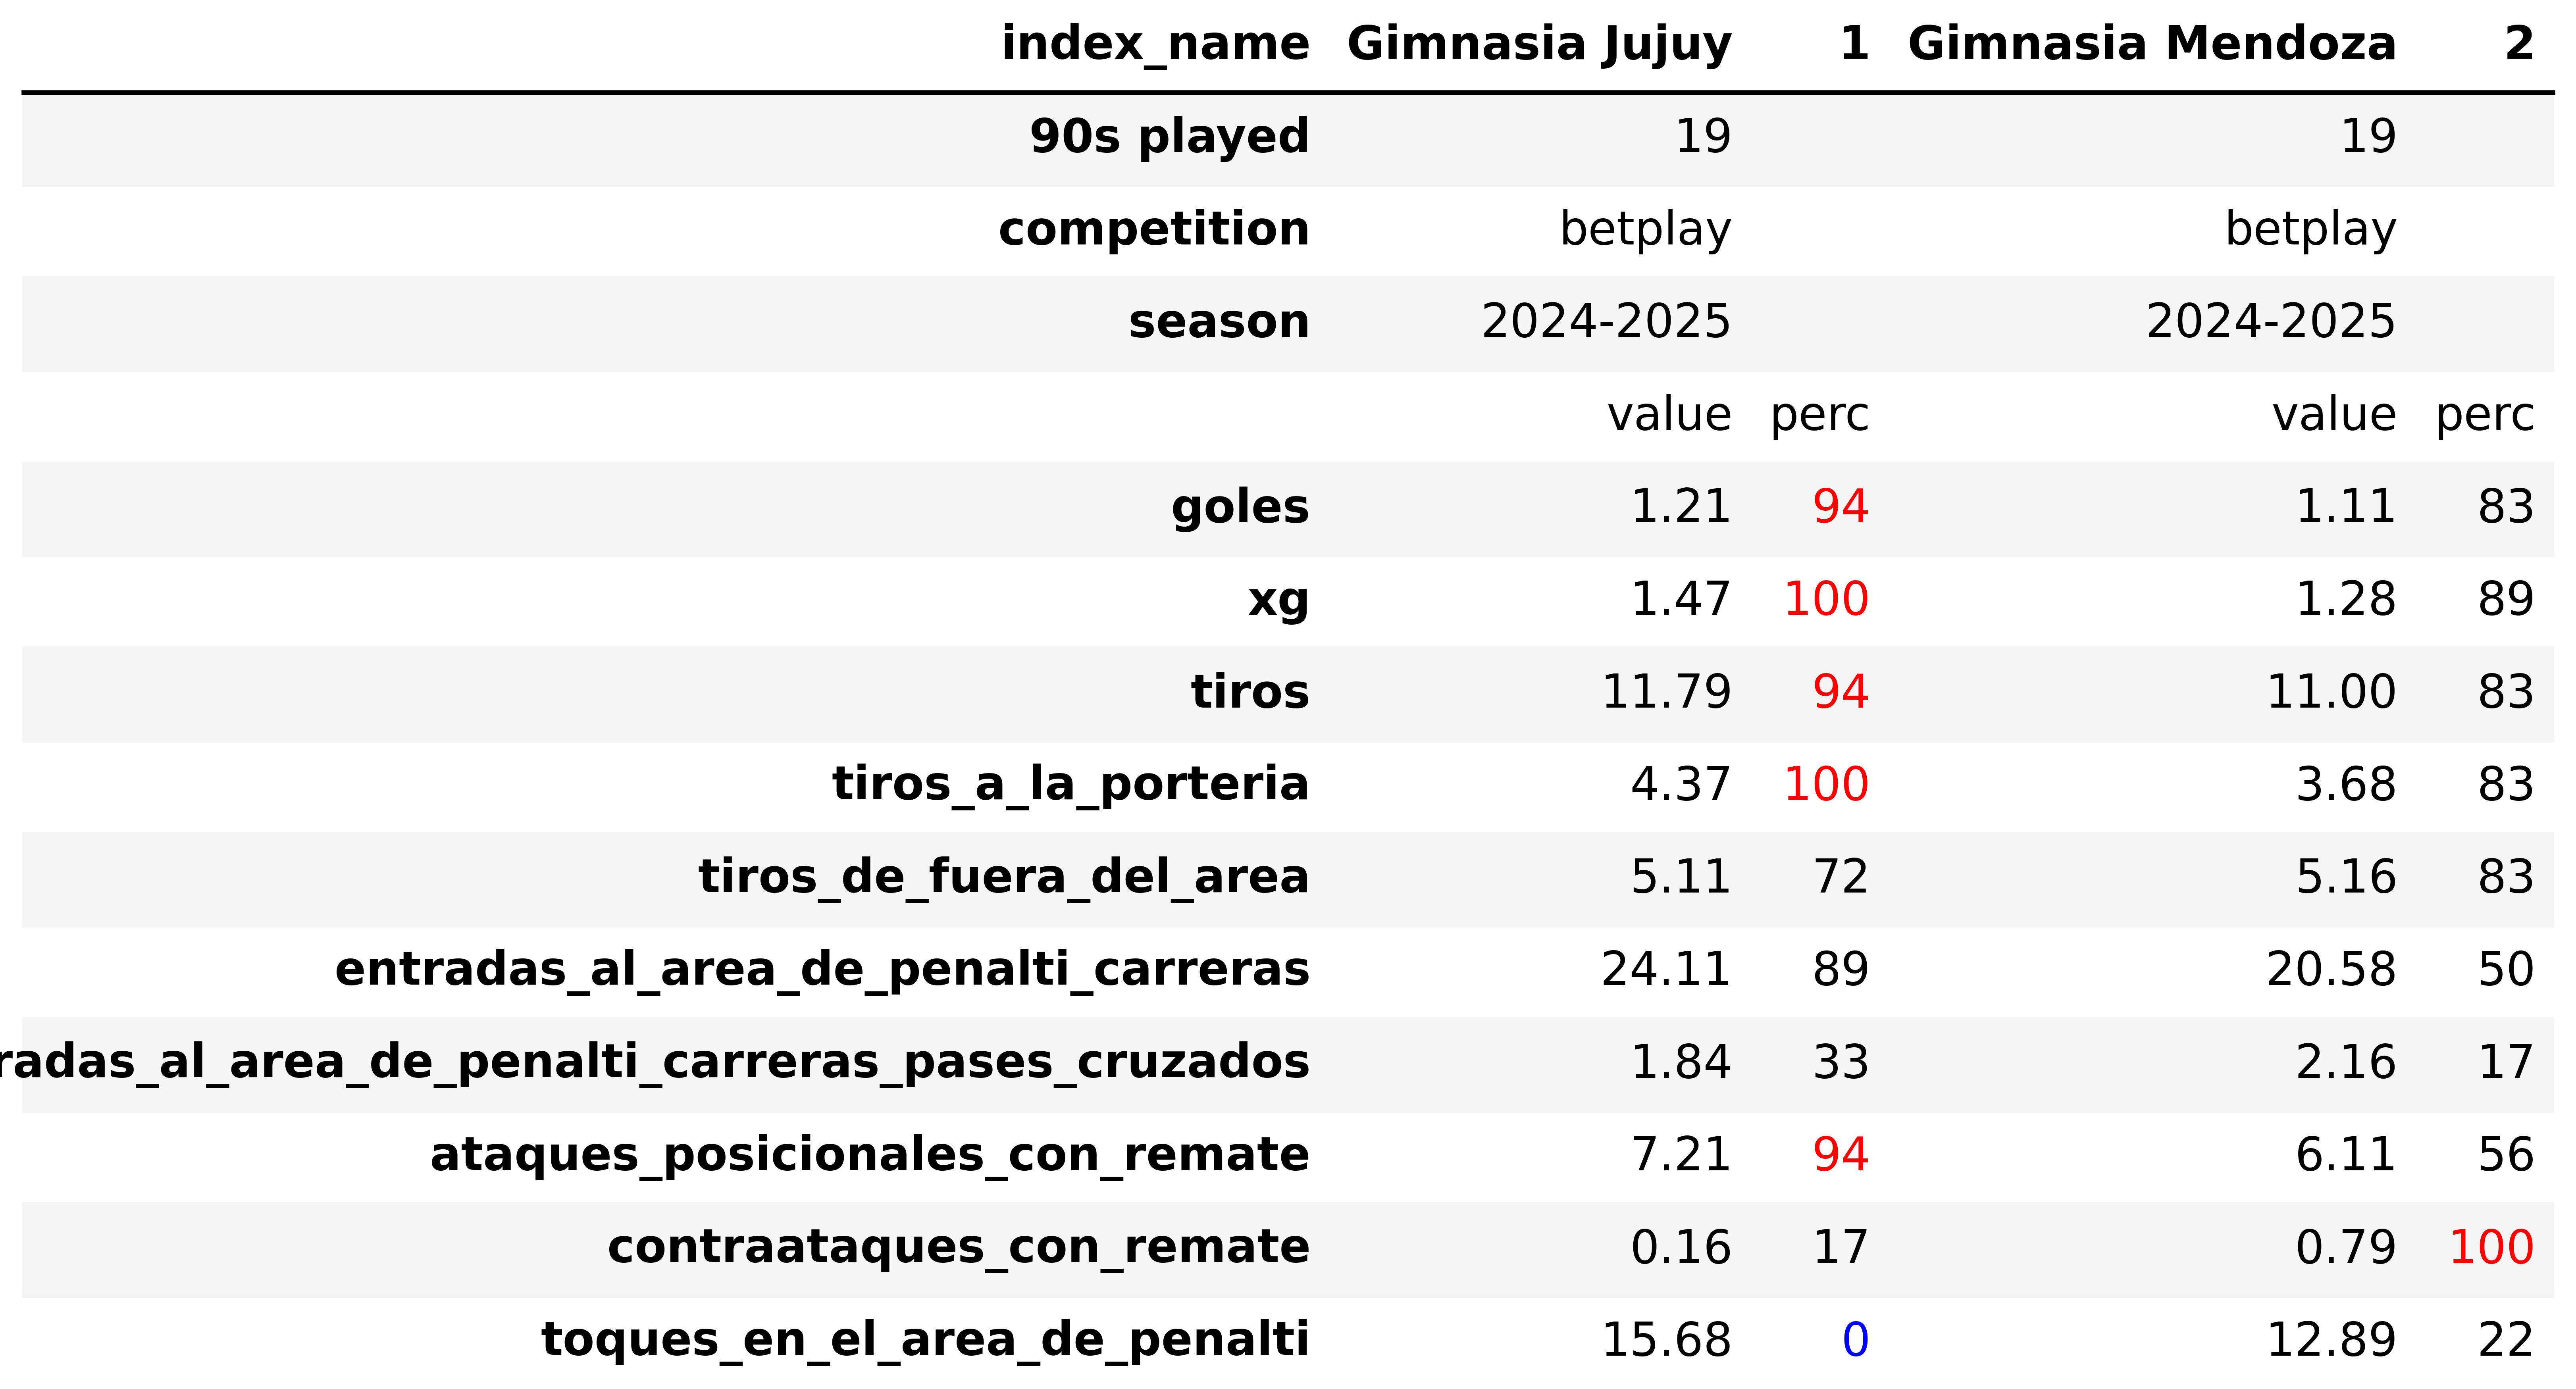 index_name Gimnasia Jujuy 1 Gimnasia Mendoza 2
90s played 19 19
competition betplay betplay
season 2024-2025 2024-2025
value perc value perc
goles 1.21 94 1.11 83
xg 1.47 100 1.28 89
tiros 11.79 94 11.00 83
tiros_a_la_porteria 4.37 100 3.68 83
tiros_de_fuera_del_area 5.11 72 5.16 83
entradas_al_area_de_penalti_carreras 24.11 89 20.58 50
radas_al_area_de_penalti_carreras_pases_cruzados 1.84 33 2.16 17
ataques_posicionales_con_remate 7.21 94 6.11 56
contraataques_con_remate 0.16 17 0.79 100
toques_en_el_area_de_penalti 15.68 0 12.89 22